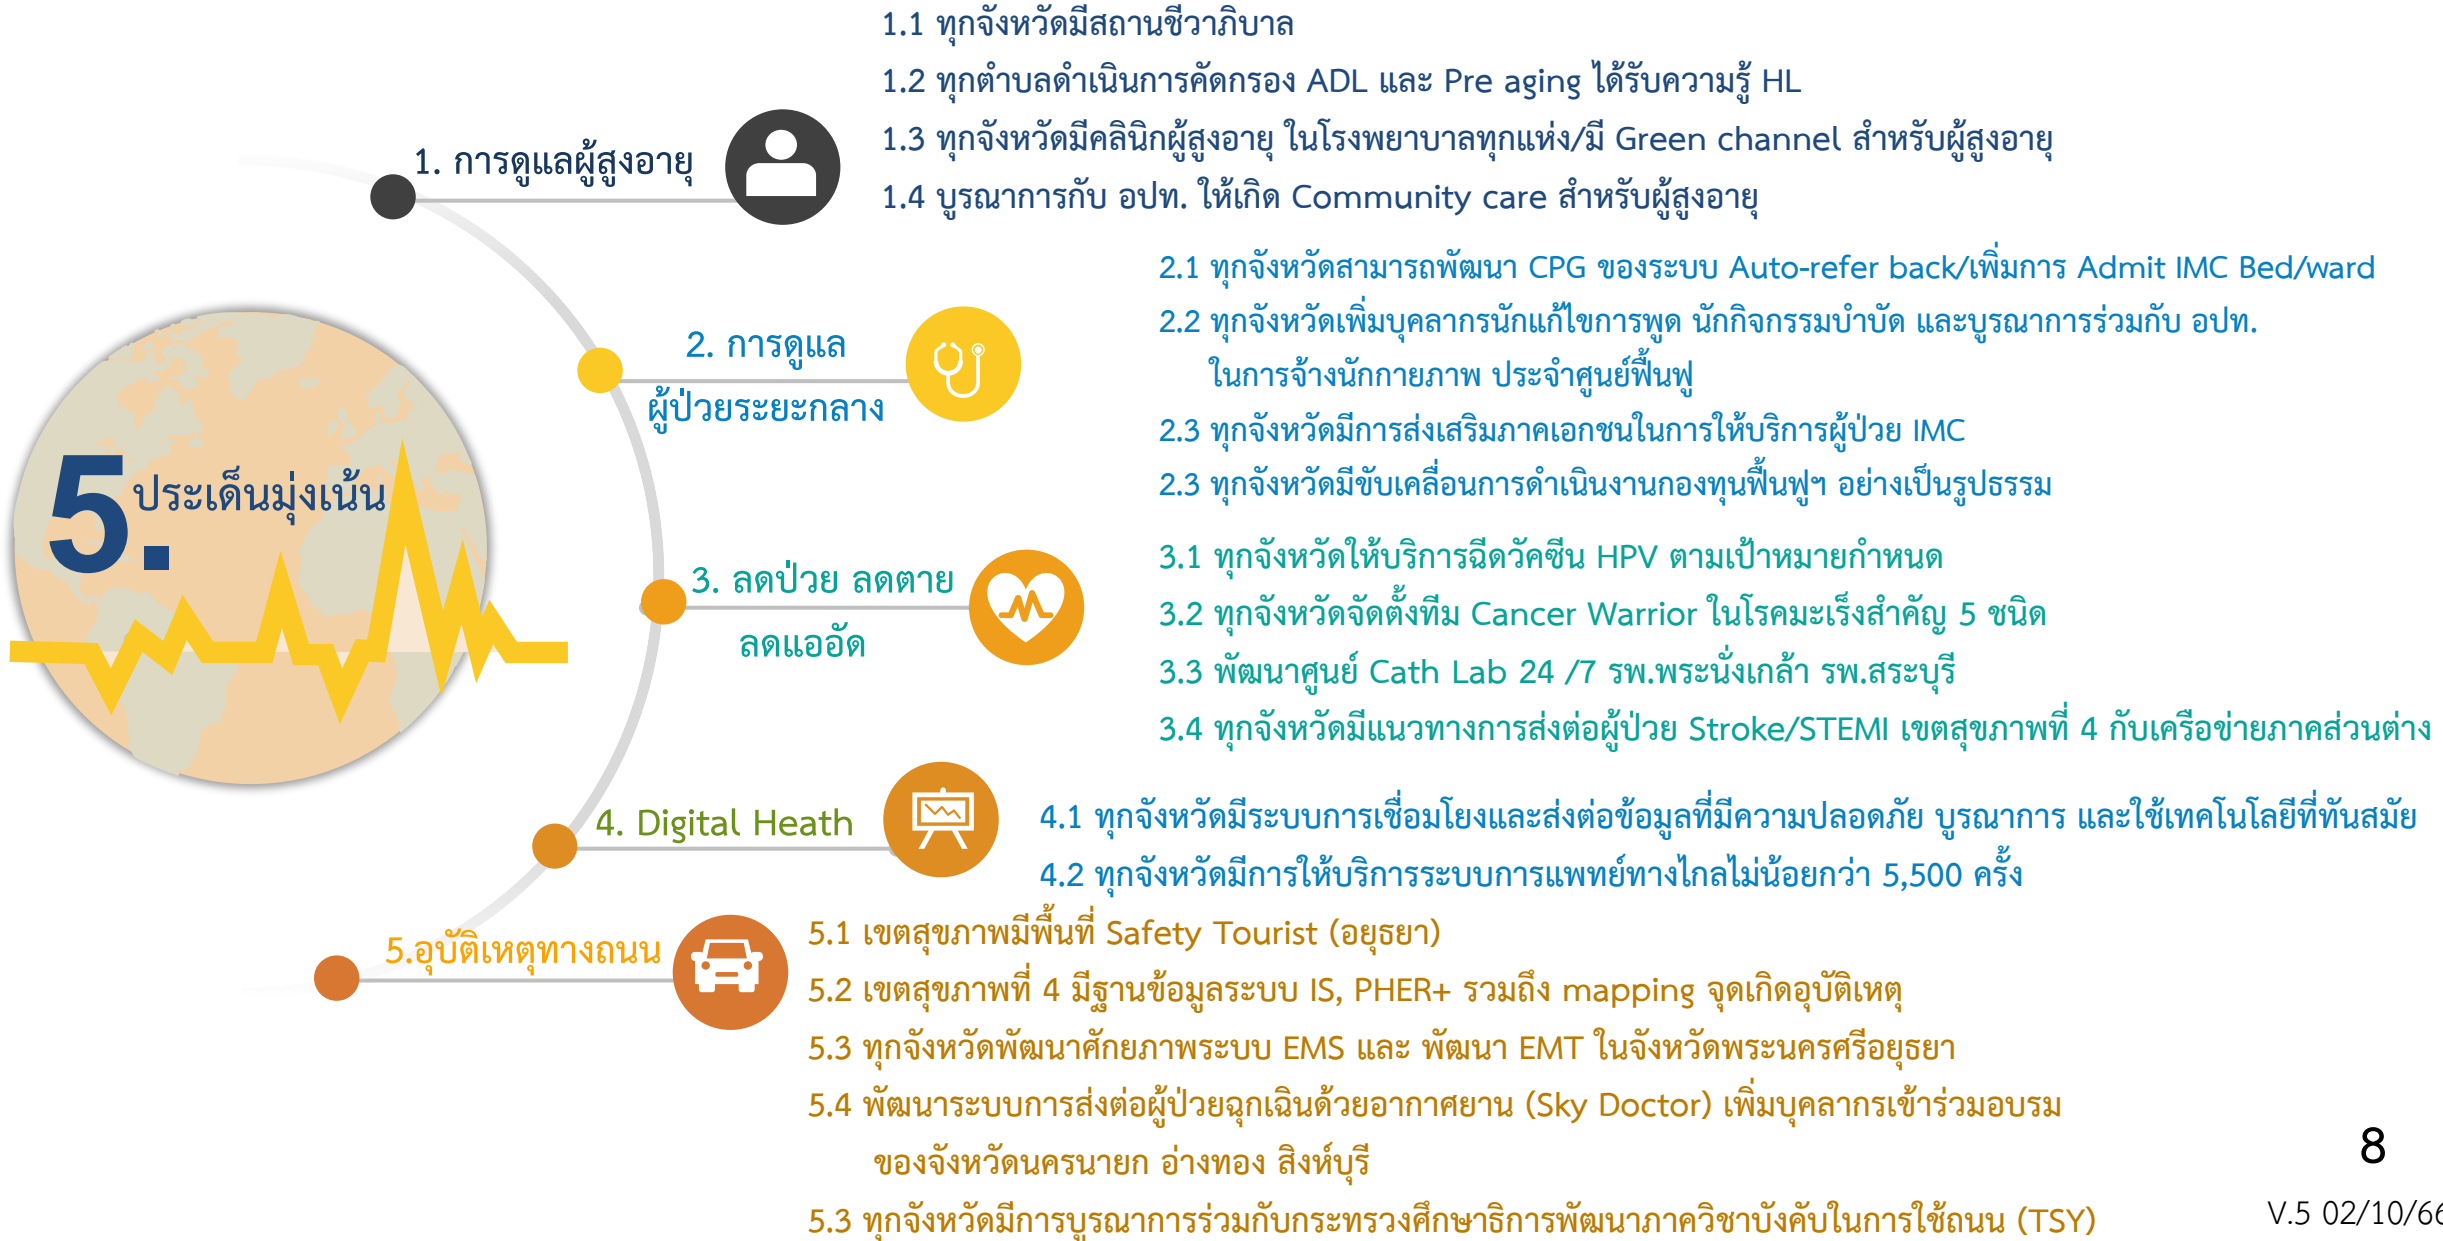 5. ประเด็นมุ่งเน้น
1. การดูแลผู้สูงอายุ
1.1 ทุกจังหวัดมีสถานชีวาภิบาล
1.2 ทุกตำบลดำเนินการคัดกรอง ADL และ Pre aging ได้รับความรู้ HL
1.3 ทุกจังหวัดมีคลินิกผู้สูงอายุ ในโรงพยาบาลทุกแห่ง/มี Green channel สำหรับผู้สูงอายุ
1.4 บูรณาการกับ อปท. ให้เกิด Community care สำหรับผู้สูงอายุ
2. การดูแล
ผู้ป่วยระยะกลาง
2.1 ทุกจังหวัดสามารถพัฒนา CPG ของระบบ Auto-refer back/เพิ่มการ Admit IMC Bed/ward
2.2 ทุกจังหวัดเพิ่มบุคลากรนักแก้ไขการพูด นักกิจกรรมบำบัด และบูรณาการร่วมกับ อปท.
ในการจ้างนักกายภาพ ประจำศูนย์ฟื้นฟู
2.3 ทุกจังหวัดมีการส่งเสริมภาคเอกชนในการให้บริการผู้ป่วย IMC
2.3 ทุกจังหวัดมีขับเคลื่อนการดำเนินงานกองทุนฟื้นฟูฯ อย่างเป็นรูปธรรม
3. ลดป่วย ลดตาย
ลดแออัด
3.1 ทุกจังหวัดให้บริการฉีดวัคซีน HPV ตามเป้าหมายกำหนด
3.2 ทุกจังหวัดจัดตั้งทีม Cancer Warrior ในโรคมะเร็งสำคัญ 5 ชนิด
3.3 พัฒนาศูนย์ Cath Lab 24 /7 รพ.พระนั่งเกล้า รพ.สระบุรี
3.4 ทุกจังหวัดมีแนวทางการส่งต่อผู้ป่วย Stroke/STEMI เขตสุขภาพที่ 4 กับเครือข่ายภาคส่วนต่าง
4. Digital Heath
4.1 ทุกจังหวัดมีระบบการเชื่อมโยงและส่งต่อข้อมูลที่มีความปลอดภัย บูรณาการ และใช้เทคโนโลยีที่ทันสมัย
4.2 ทุกจังหวัดมีการให้บริการระบบการแพทย์ทางไกลไม่น้อยกว่า 5,500 ครั้ง
5.อุบัติเหตุทางถนน
5.1 เขตสุขภาพมีพื้นที่ Safety Tourist (อยุธยา)
5.2 เขตสุขภาพที่ 4 มีฐานข้อมูลระบบ IS, PHER+ รวมถึง mapping จุดเกิดอุบัติเหตุ
5.3 ทุกจังหวัดพัฒนาศักยภาพระบบ EMS และ พัฒนา EMT ในจังหวัดพระนครศรีอยุธยา
5.4 พัฒนาระบบการส่งต่อผู้ป่วยฉุกเฉินด้วยอากาศยาน (Sky Doctor) เพิ่มบุคลากรเข้าร่วมอบรม
ของจังหวัดนครนายก อ่างทอง สิงห์บุรี
5.3 ทุกจังหวัดมีการบูรณาการร่วมกับกระทรวงศึกษาธิการพัฒนาภาควิชาบังคับในการใช้ถนน (TSY)
8
V.5 02/10/66